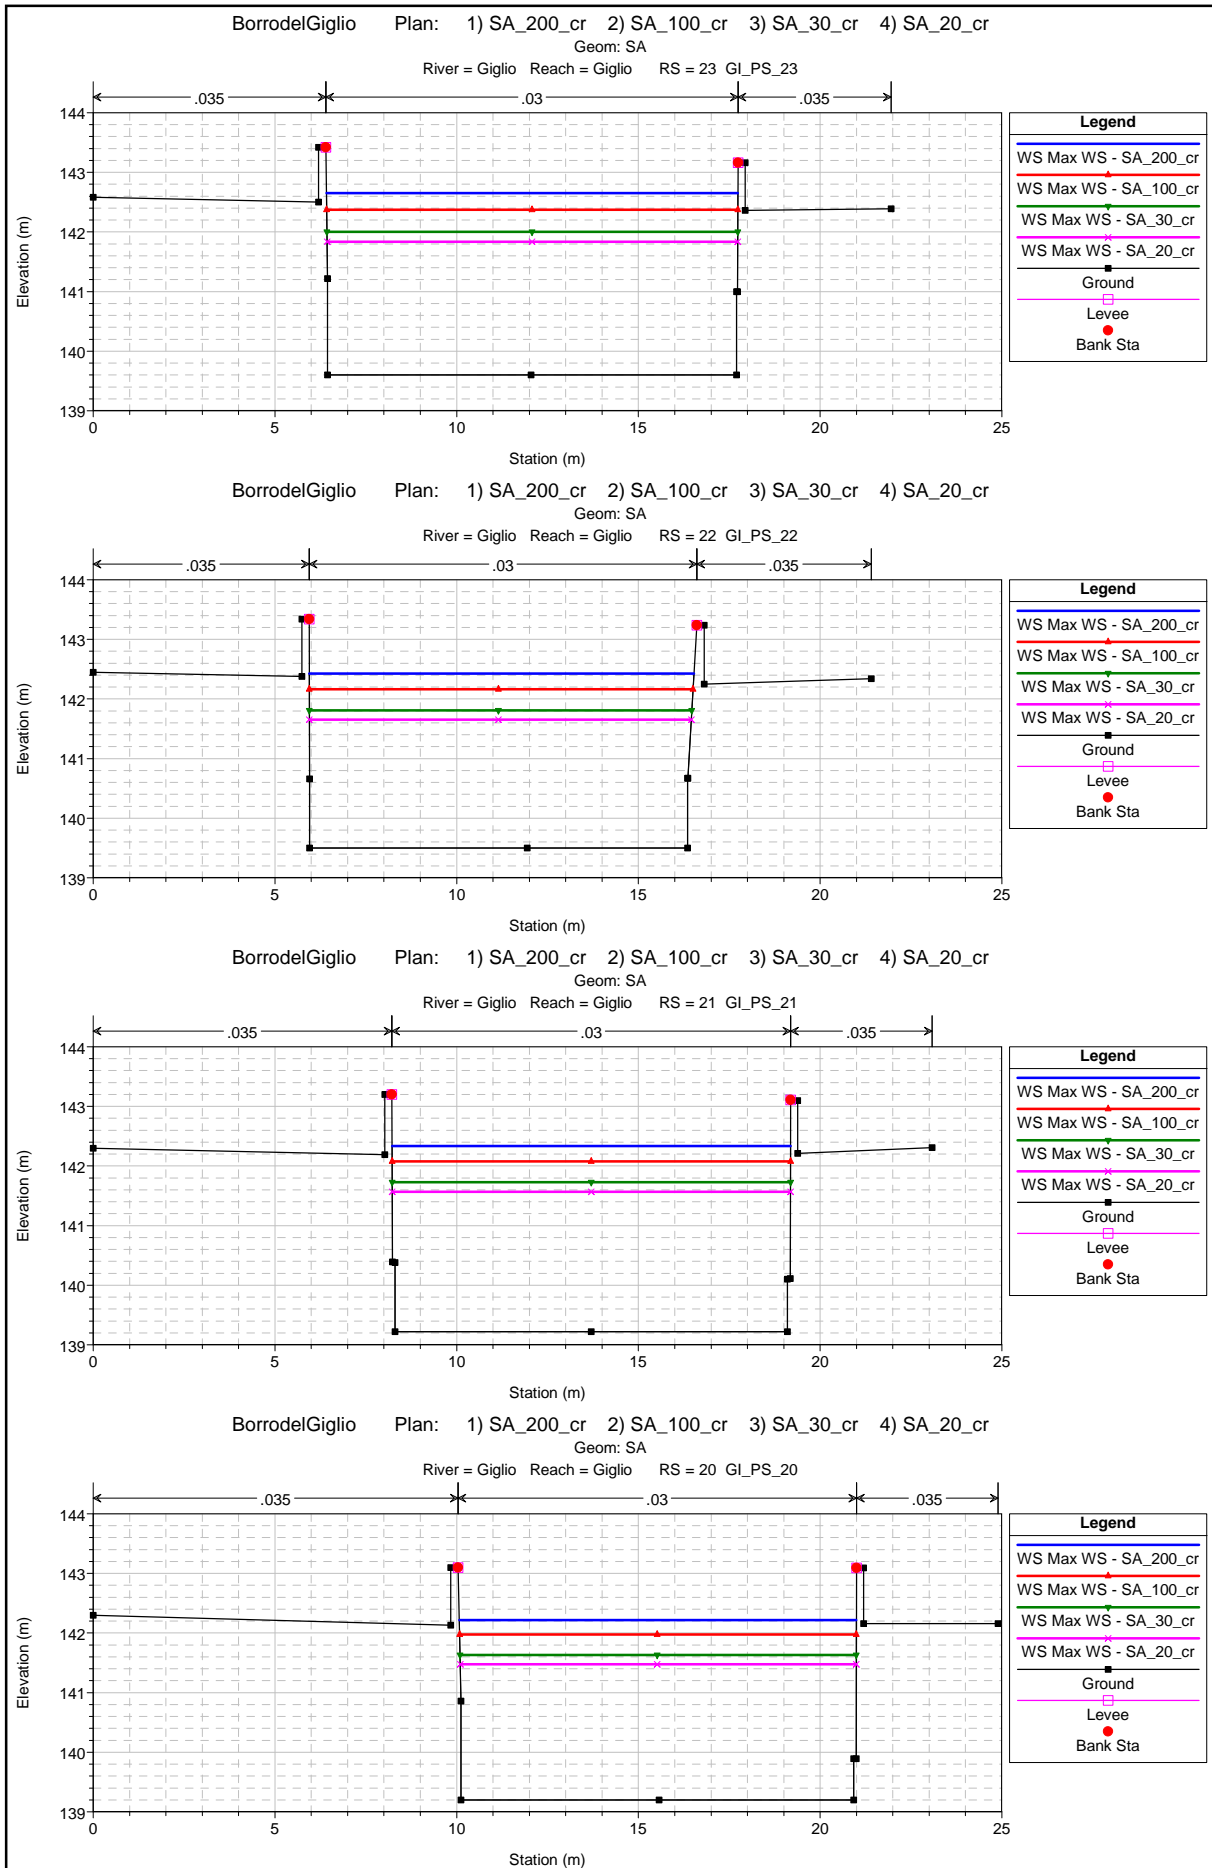 BorrodelGiglio Plan: 1) SA_200_cr 2) SA_100_cr 3) SA_30_cr 4) SA_20_cr
Geom: SA
River = Giglio Reach = Giglio RS = 23 GI_PS_23
.035 .03 .035
144
143
142
141
140
139
Elevation (m)
0 5 10 15 20 25
Station (m)
Legend
WS Max WS - SA_200_cr
WS Max WS - SA_100_cr
WS Max WS - SA_30_cr
WS Max WS - SA_20_cr
Ground
Levee
Bank Sta
BorrodelGiglio Plan: 1) SA_200_cr 2) SA_100_cr 3) SA_30_cr 4) SA_20_cr
Geom: SA
River = Giglio Reach = Giglio RS = 22 GI_PS_22
.035 .03 .035
144
143
142
141
140
139
Elevation (m)
0 5 10 15 20 25
Station (m)
Legend
WS Max WS - SA_200_cr
WS Max WS - SA_100_cr
WS Max WS - SA_30_cr
WS Max WS - SA_20_cr
Ground
Levee
Bank Sta
BorrodelGiglio Plan: 1) SA_200_cr 2) SA_100_cr 3) SA_30_cr 4) SA_20_cr
Geom: SA
River = Giglio Reach = Giglio RS = 21 GI_PS_21
.035 .03 .035
144
143
142
141
140
139
Elevation (m)
0 5 10 15 20 25
Station (m)
Legend
WS Max WS - SA_200_cr
WS Max WS - SA_100_cr
WS Max WS - SA_30_cr
WS Max WS - SA_20_cr
Ground
Levee
Bank Sta
BorrodelGiglio Plan: 1) SA_200_cr 2) SA_100_cr 3) SA_30_cr 4) SA_20_cr
Geom: SA
River = Giglio Reach = Giglio RS = 20 GI_PS_20
.035 .03 .035
144
143
142
141
140
139
Elevation (m)
0 5 10 15 20 25
Station (m)
Legend
WS Max WS - SA_200_cr
WS Max WS - SA_100_cr
WS Max WS - SA_30_cr
WS Max WS - SA_20_cr
Ground
Levee
Bank Sta